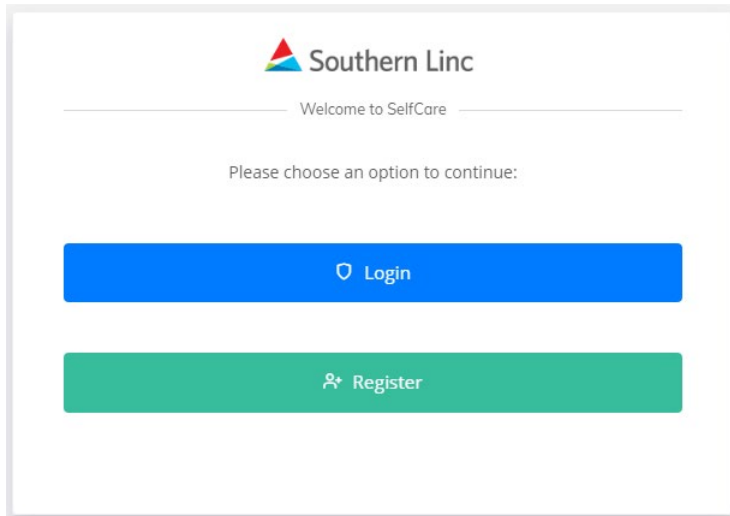 Southern Linc
Welcome to SelfCare
Please choose an option to continue:
Login
Register